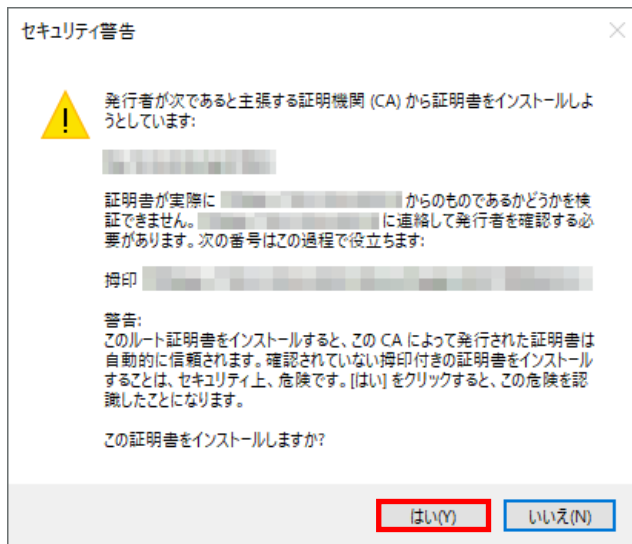 セキュリティ警告
発行者が次であると主張する証明機関 (CA) から証明書をインストールしよ
うとしています:
証明書が実際に からのものであるかどうかを検
証できません。 に連絡して発行者を確認する必
要があります。次の番号はこの過程で役立ちます:
拇印
警告:
このルート証明書をインストールすると、この CA によって発行された証明書は
自動的に信頼されます。確認されていない拇印付きの証明書をインストール
することは、セキュリティ上、危険です。[はい] をクリックすると、この危険を認
識したことになります。
この証明書をインストールしますか?
はい(Y) いいえ(N)